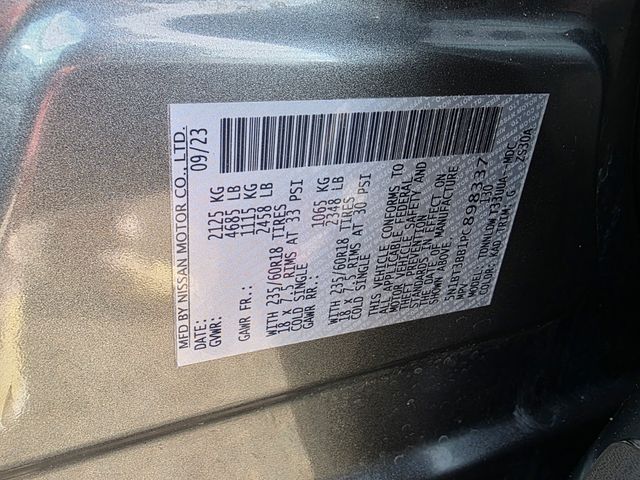 MFD BY NISSAN MOTOR CO., LTD.
DATE: 09/23
GVWR: 2125 KG
4685 LB
GAWR FR.: 1115 KG
2458 LB
WITH 235/60R18 TIRES
18 X 7.5 RIMS AT 33 PSI
COLD SINGLE
GAWR RR.: 1065 KG
2348 LB
WITH 235/60R18 TIRES
18 X 7.5 RIMS AT 30 PSI
COLD SINGLE
THIS VEHICLE CONFORMS TO
ALL APPLICABLE FEDERAL
MOTOR VEHICLE SAFETY, AND
THEFT PREVENTION
STANDARDS IN EFFECT ON
THE DATE OF MANUFACTURE
SHOWN ABOVE.
898337
MPV
MODEL:
COLOR: KAD TRIM: G